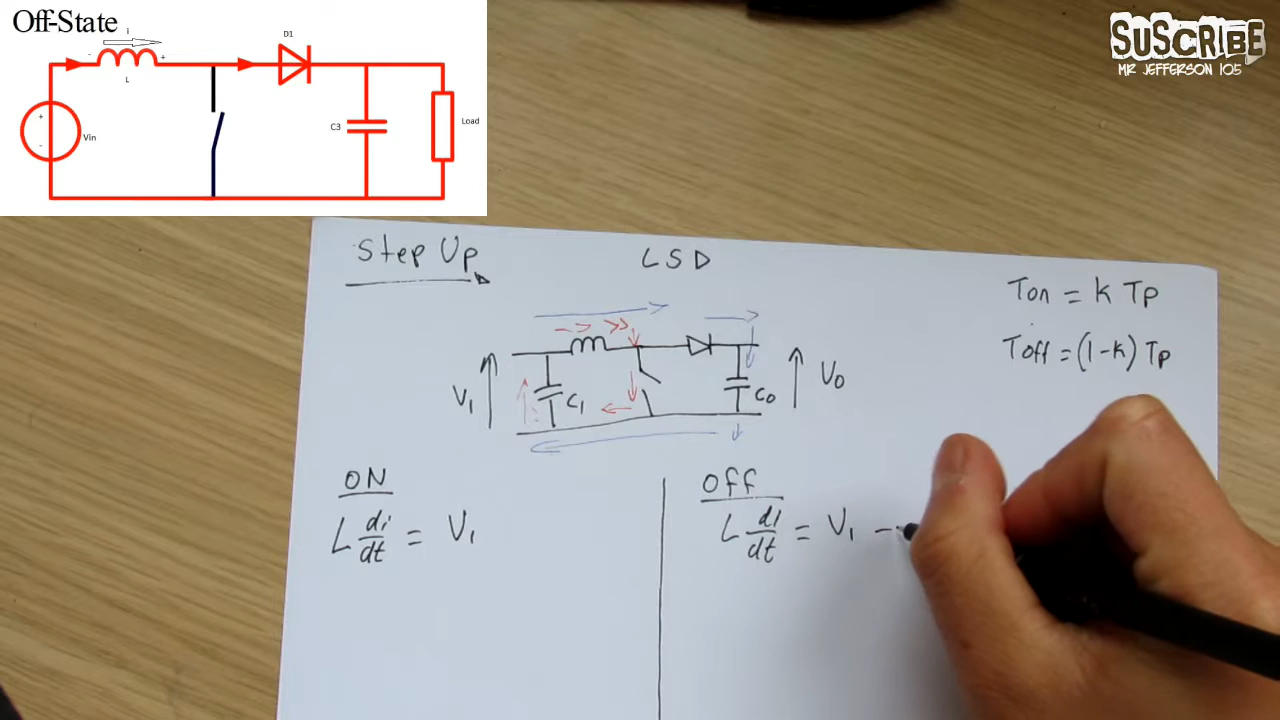 Off-State
i
D1
- +
L
+
Vin
-
C3
Load
SUSCRIBE
MR JEFFERSON 105
Step Up
LSD
Ton = k Tp
Toff = (1-k) Tp
V1
C1
C0
V0
ON
OFF
L di/dt = V1
L di/dt = V1 -